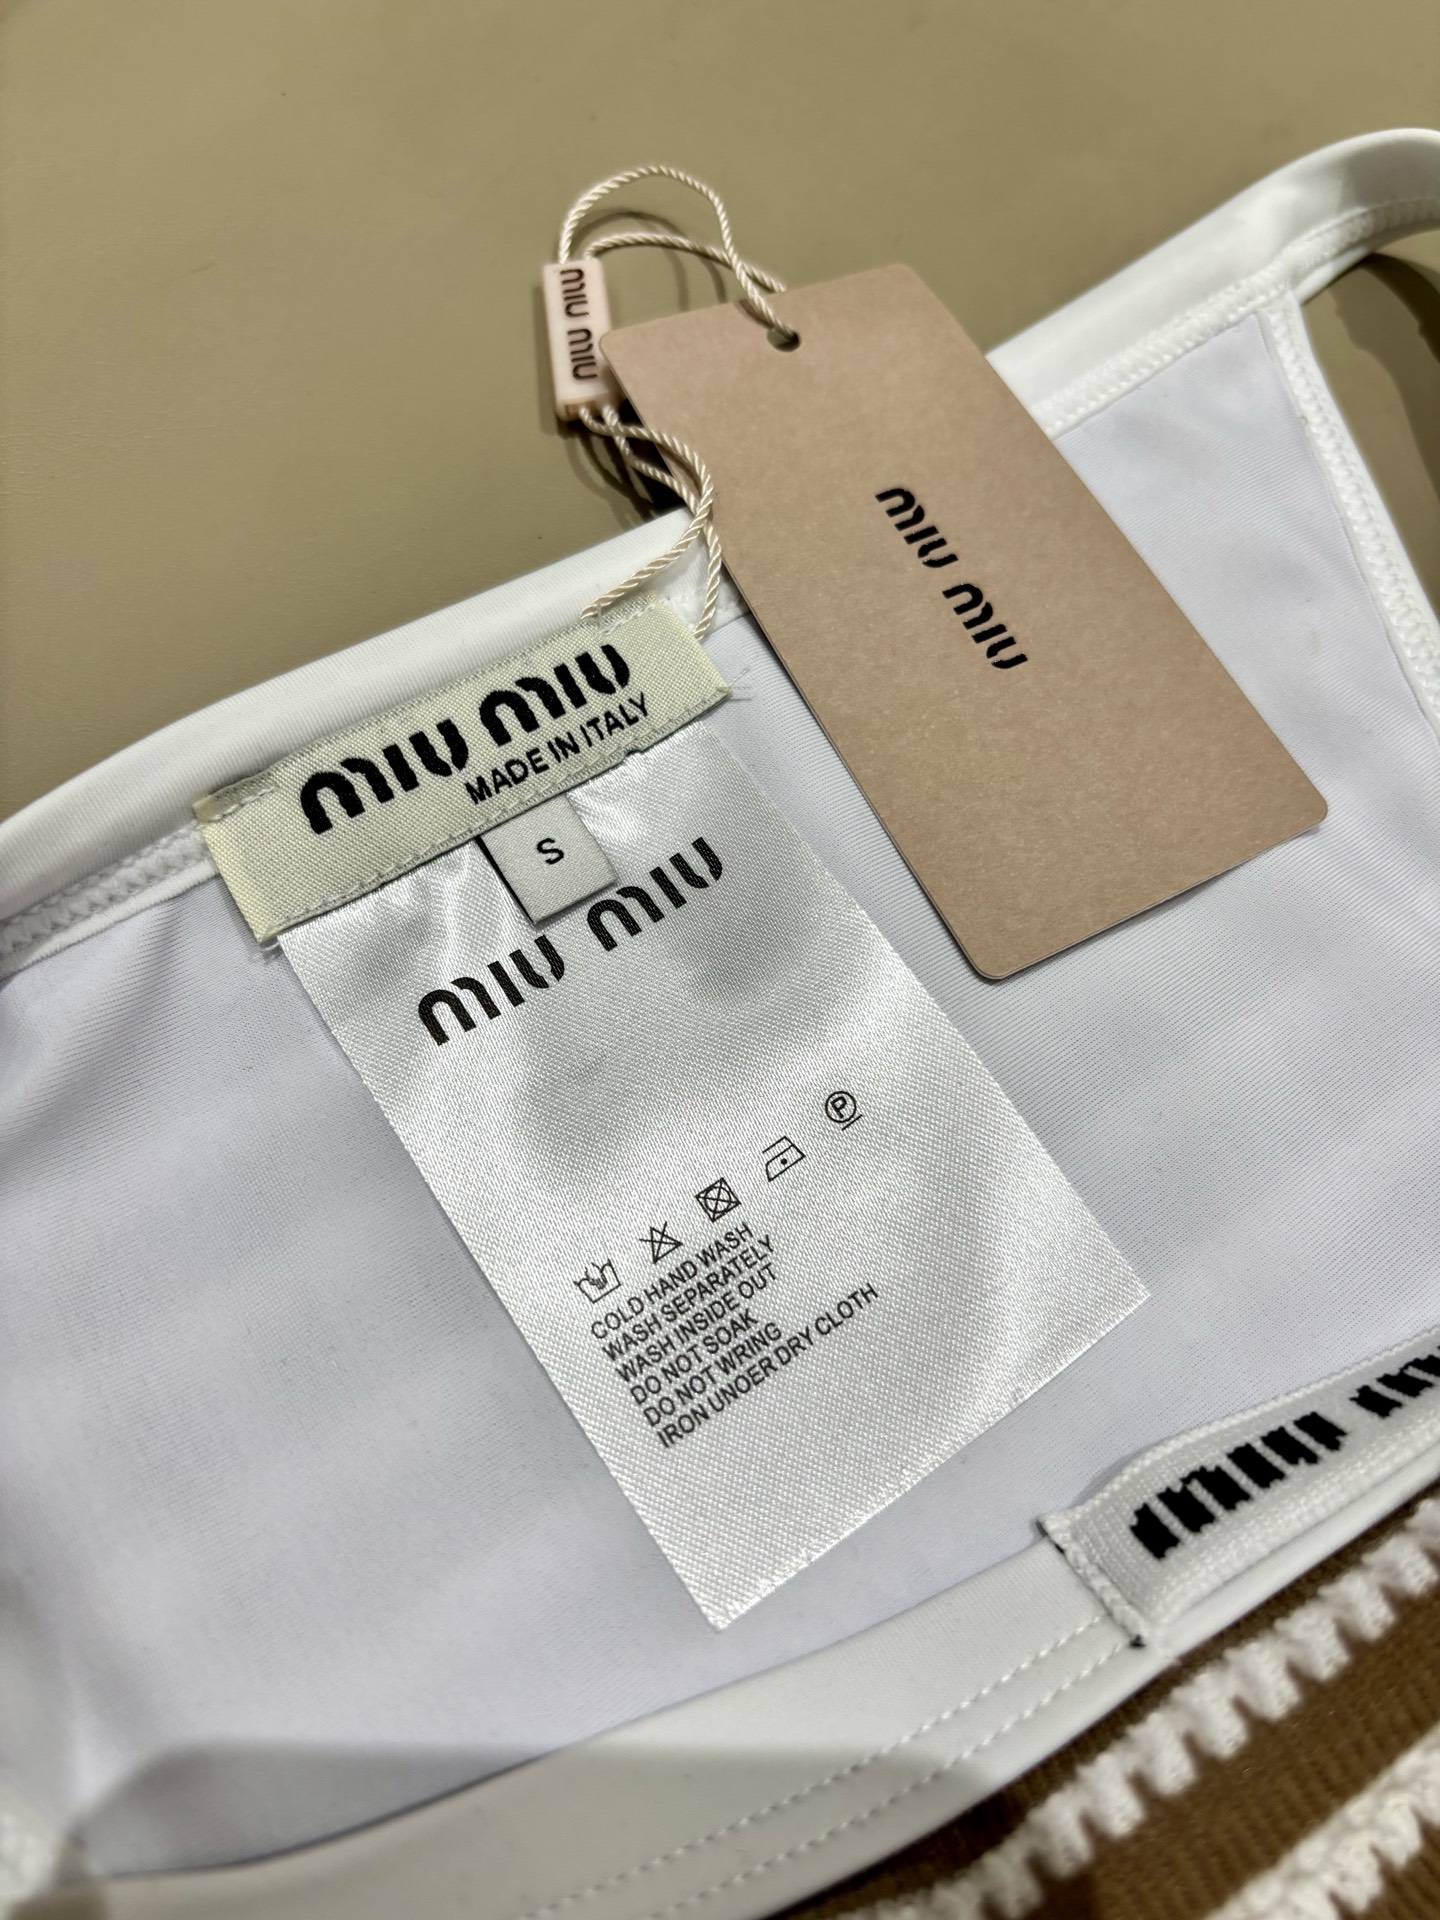 MIU MIU
MIU MIU
MIU MIU
MADE IN ITALY
S
MIU MIU
P
COLD HAND WASH
WASH SEPARATELY
WASH INSIDE OUT
DO NOT SOAK
DO NOT WRING
IRON UNOER DRY CLOTH